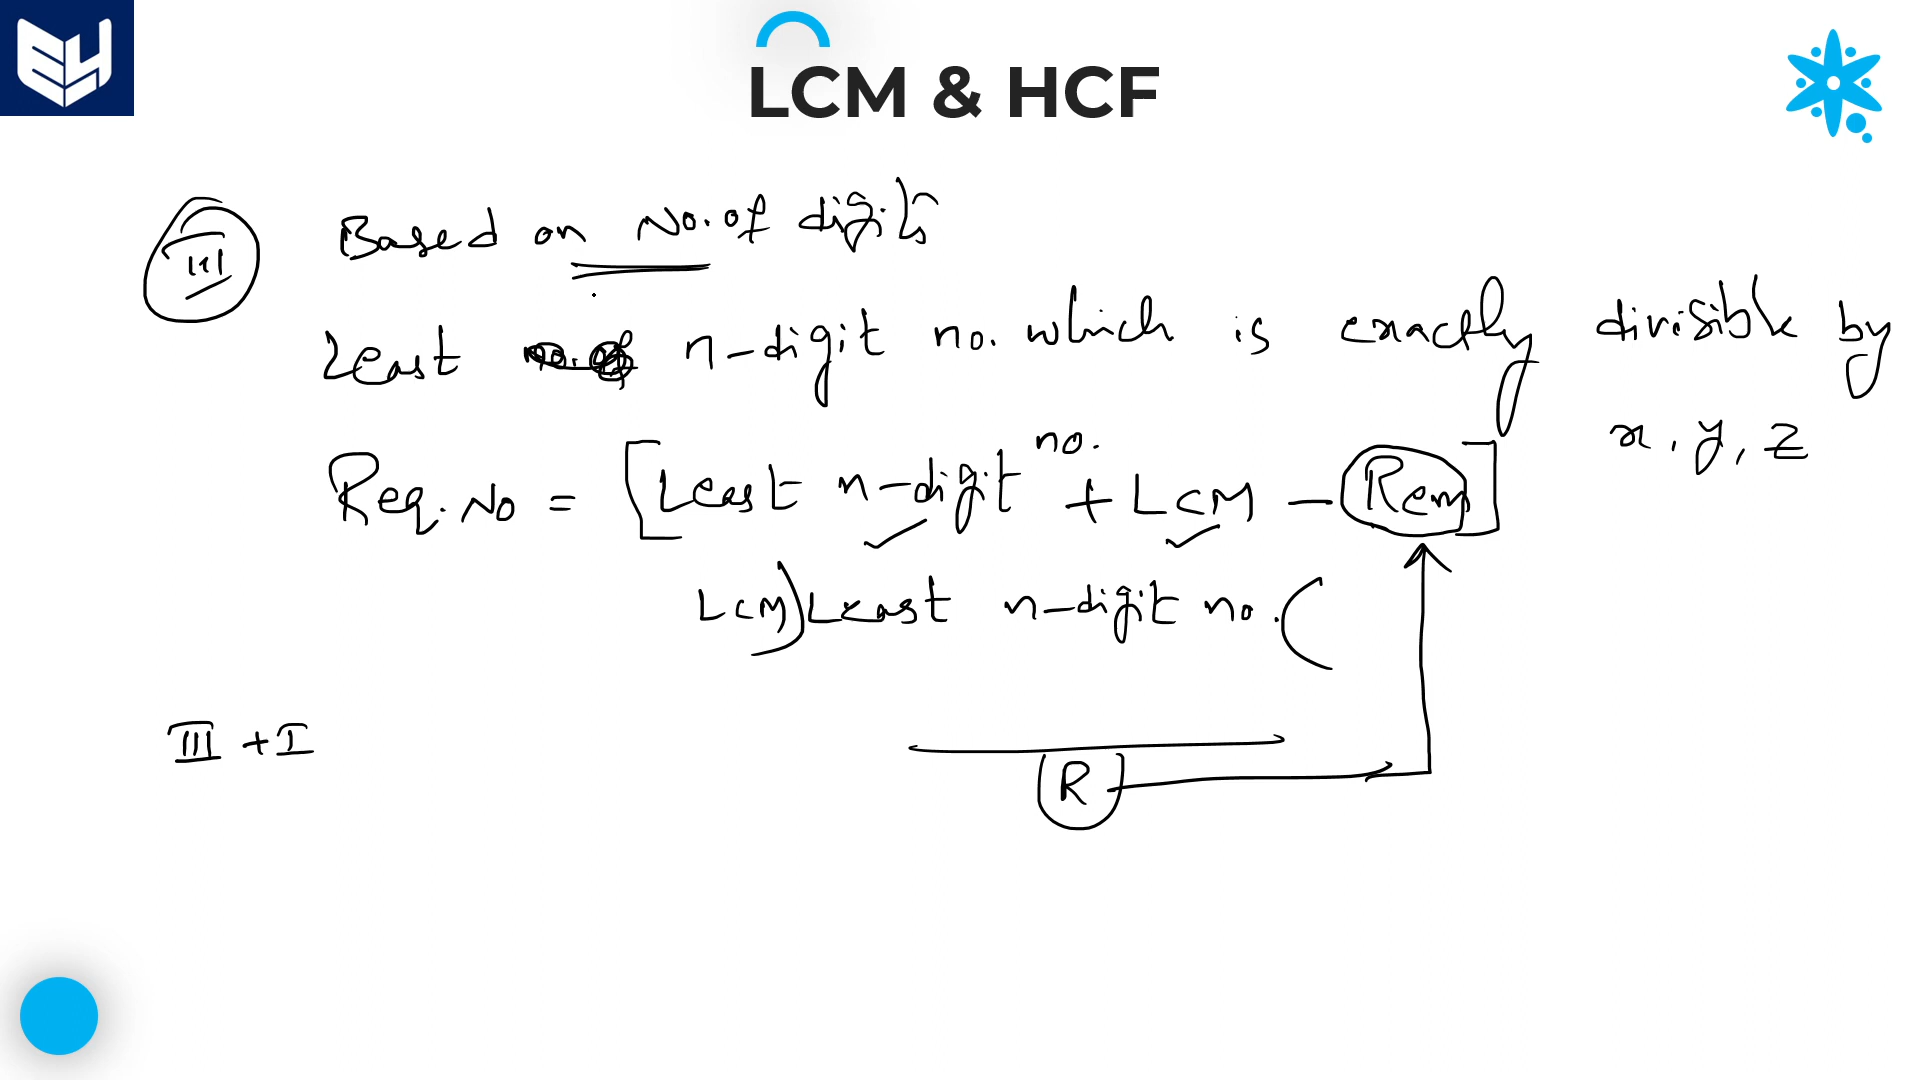 LCM & HCF
III Based on No. of digits
Least n-digit no. which is exactly divisible by
x, y, z
Req. No = [Least n-digit no. + LCM - Rem]
LCM)Least n-digit no.(
III + I
R